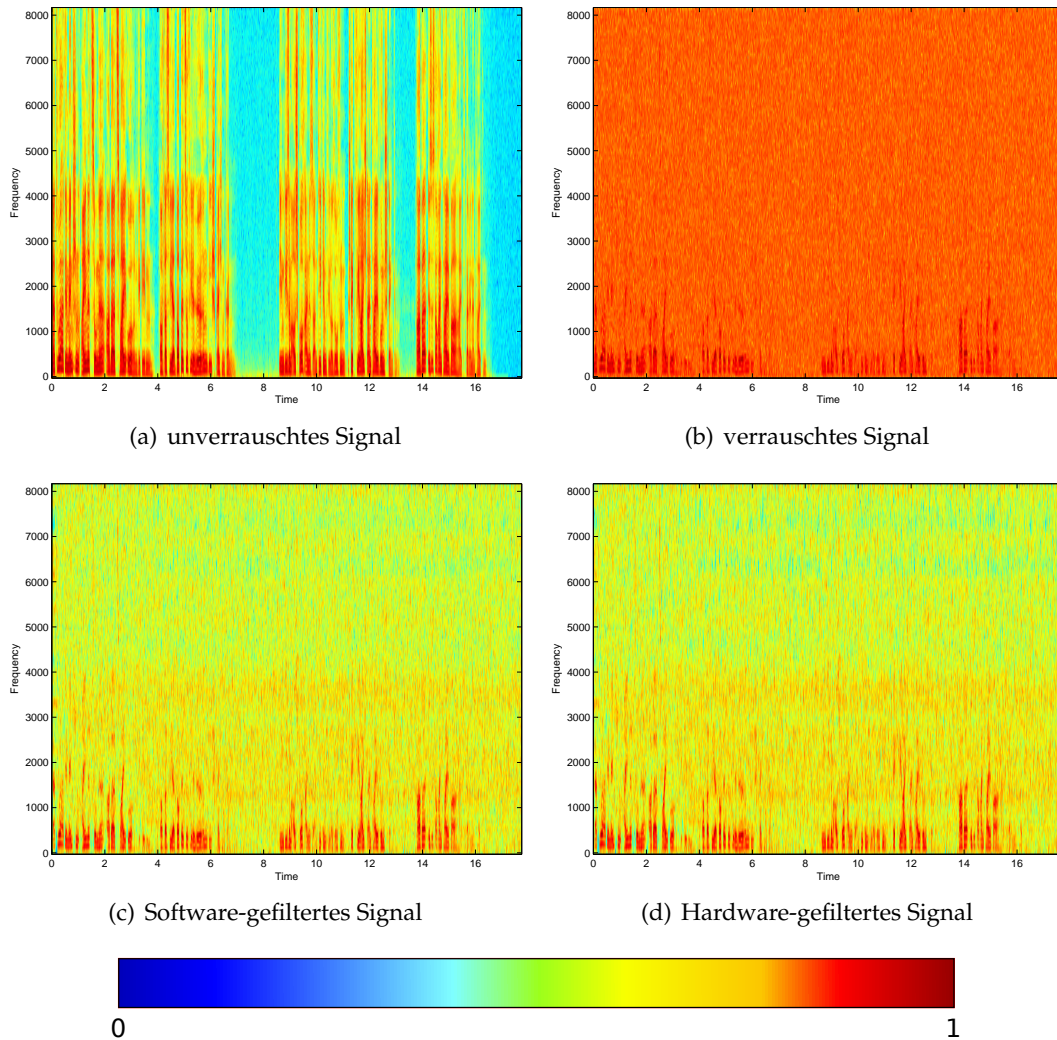 8000
7000
6000
5000
4000
3000
2000
1000
0
Frequency
0 2 4 6 8 10 12 14 16
Time
(a) unverrauschtes Signal
8000
7000
6000
5000
4000
3000
2000
1000
0
Frequency
0 2 4 6 8 10 12 14 16
Time
(b) verrauschtes Signal
8000
7000
6000
5000
4000
3000
2000
1000
0
Frequency
0 2 4 6 8 10 12 14 16
Time
(c) Software-gefiltertes Signal
8000
7000
6000
5000
4000
3000
2000
1000
0
Frequency
0 2 4 6 8 10 12 14 16
Time
(d) Hardware-gefiltertes Signal
0 1